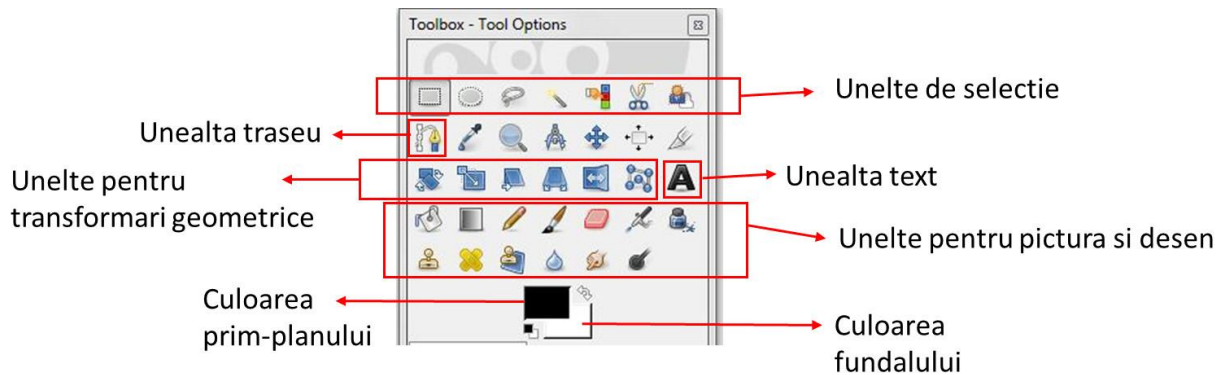 Toolbox - Tool Options
Unelte de selectie
Unealta traseu
Unelte pentru
transformari geometrice
Unealta text
Unelte pentru pictura si desen
Culoarea
prim-planului
Culoarea
fundalului